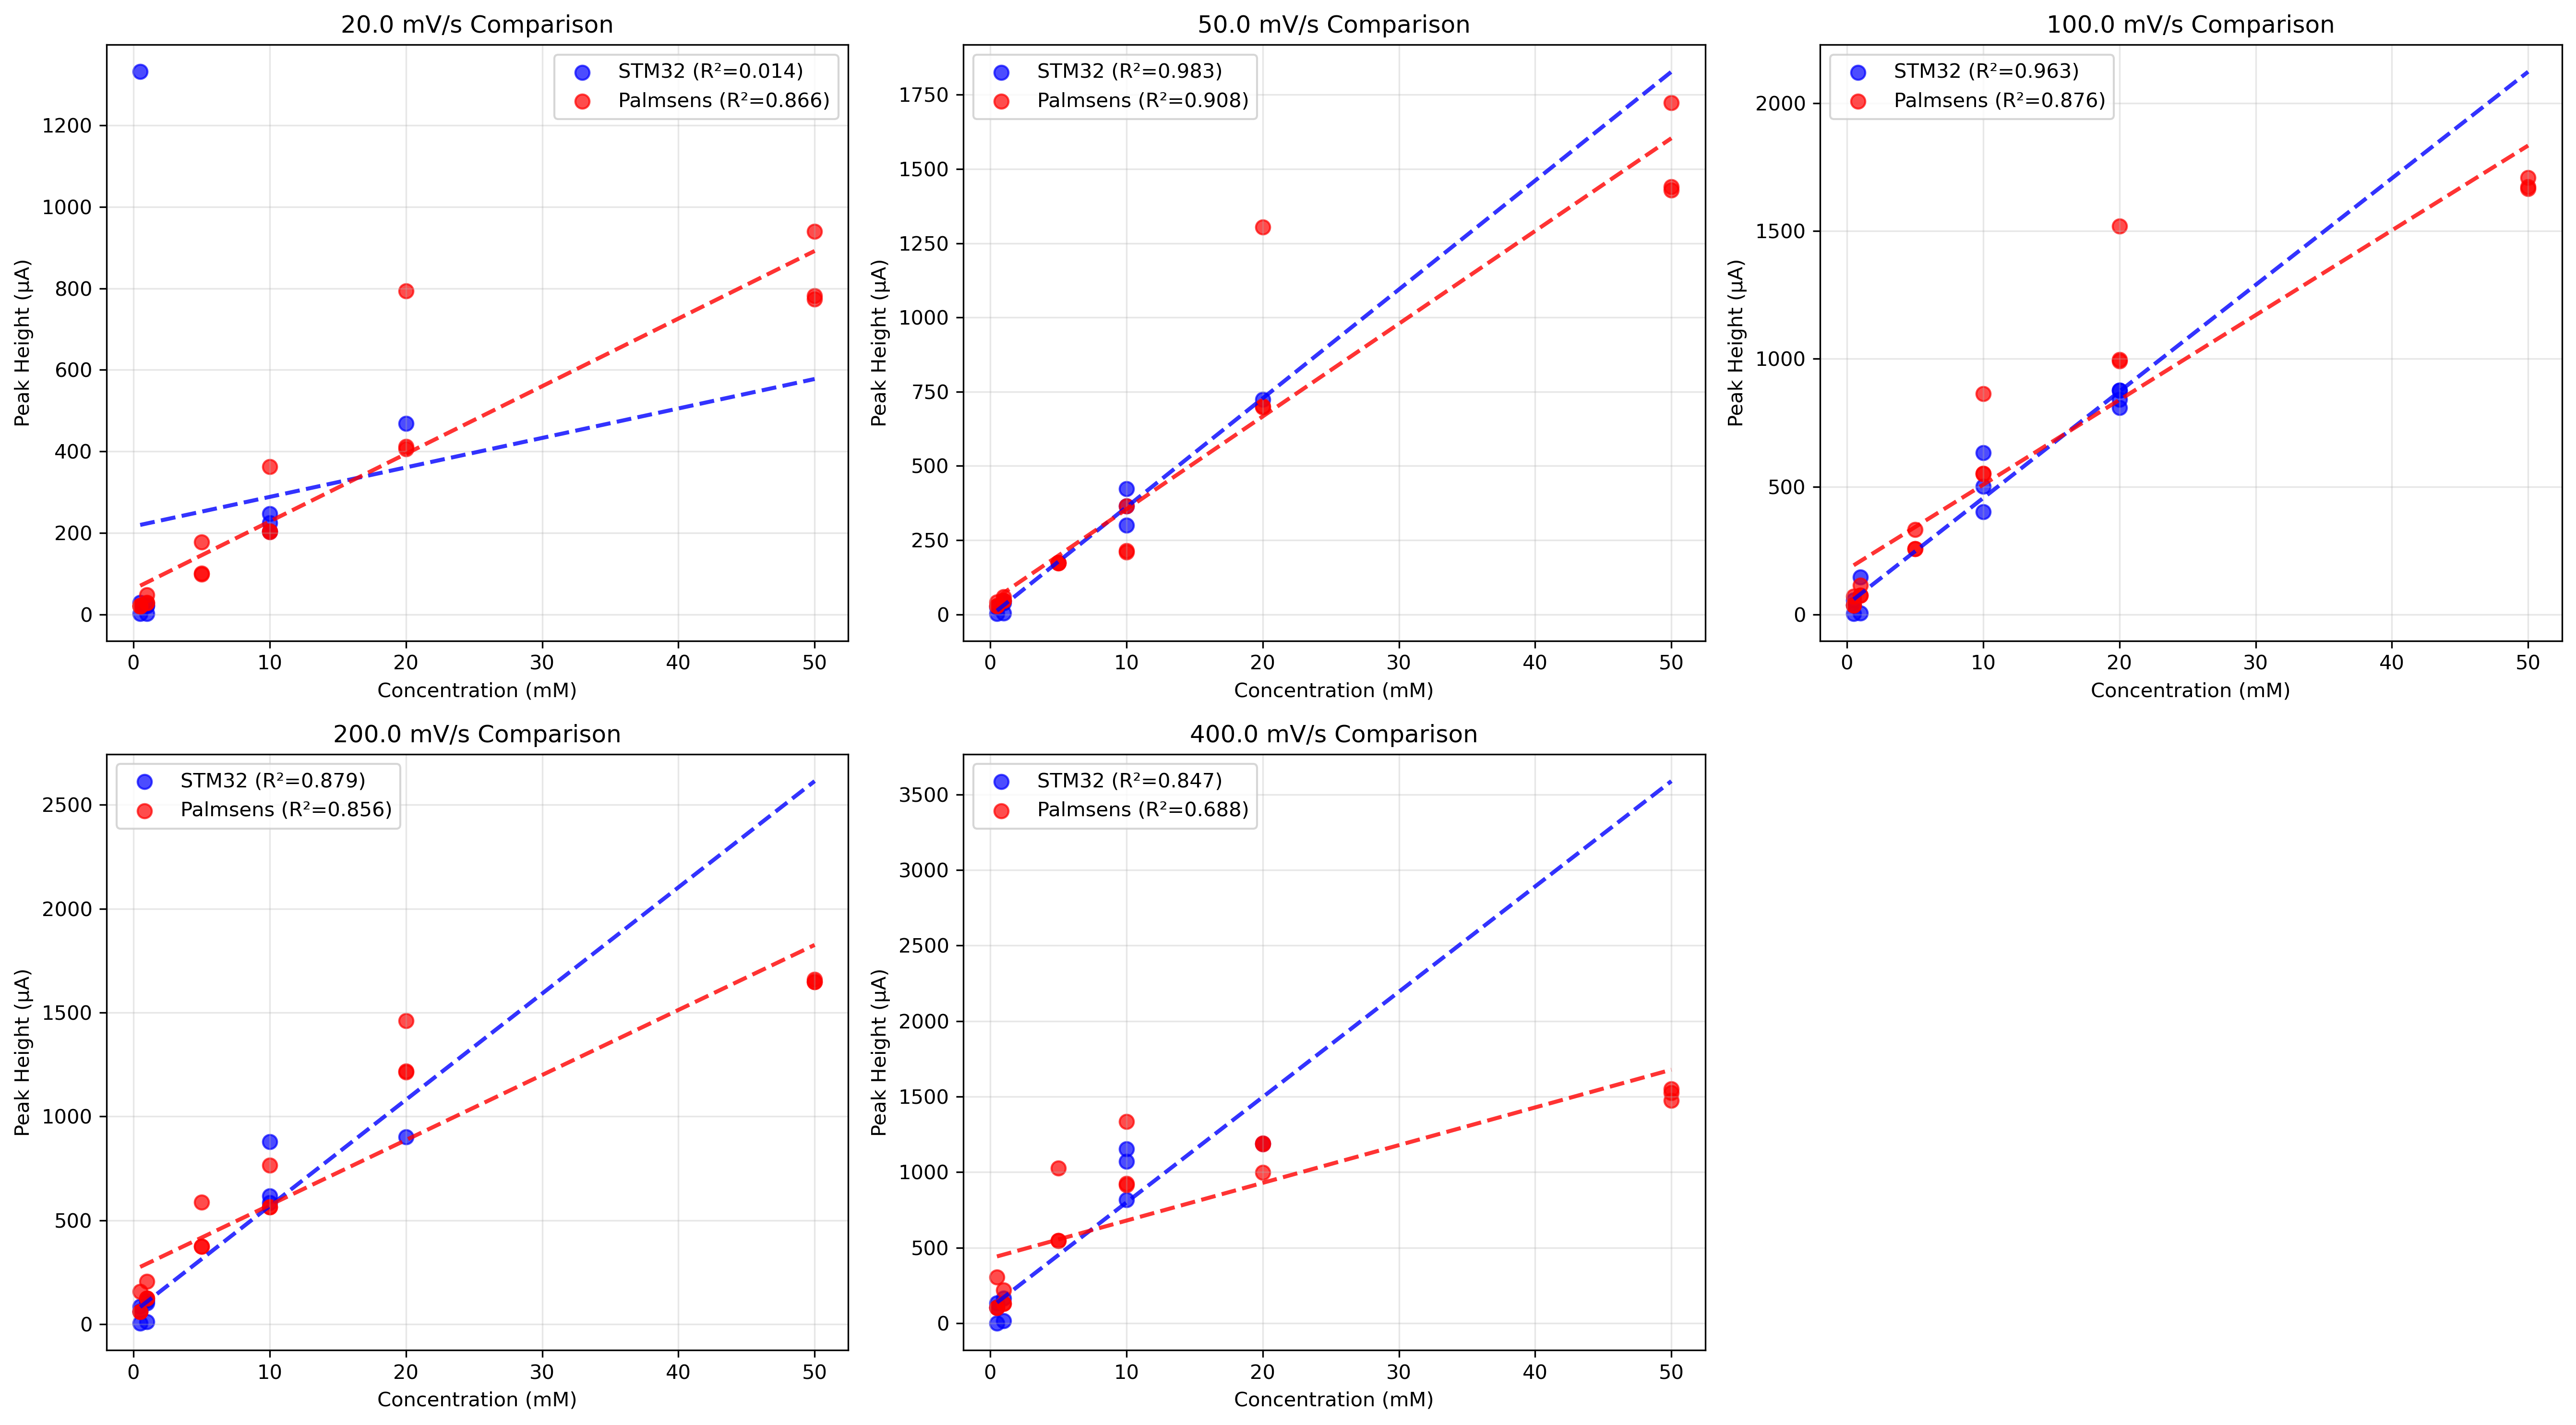 20.0 mV/s Comparison
STM32 (R²=0.014)
Palmsens (R²=0.866)
Peak Height (μA)
1200
1000
800
600
400
200
0
0 10 20 30 40 50
Concentration (mM)
50.0 mV/s Comparison
STM32 (R²=0.983)
Palmsens (R²=0.908)
Peak Height (μA)
1750
1500
1250
1000
750
500
250
0
0 10 20 30 40 50
Concentration (mM)
100.0 mV/s Comparison
STM32 (R²=0.963)
Palmsens (R²=0.876)
Peak Height (μA)
2000
1500
1000
500
0
0 10 20 30 40 50
Concentration (mM)
200.0 mV/s Comparison
STM32 (R²=0.879)
Palmsens (R²=0.856)
Peak Height (μA)
2500
2000
1500
1000
500
0
0 10 20 30 40 50
Concentration (mM)
400.0 mV/s Comparison
STM32 (R²=0.847)
Palmsens (R²=0.688)
Peak Height (μA)
3500
3000
2500
2000
1500
1000
500
0
0 10 20 30 40 50
Concentration (mM)